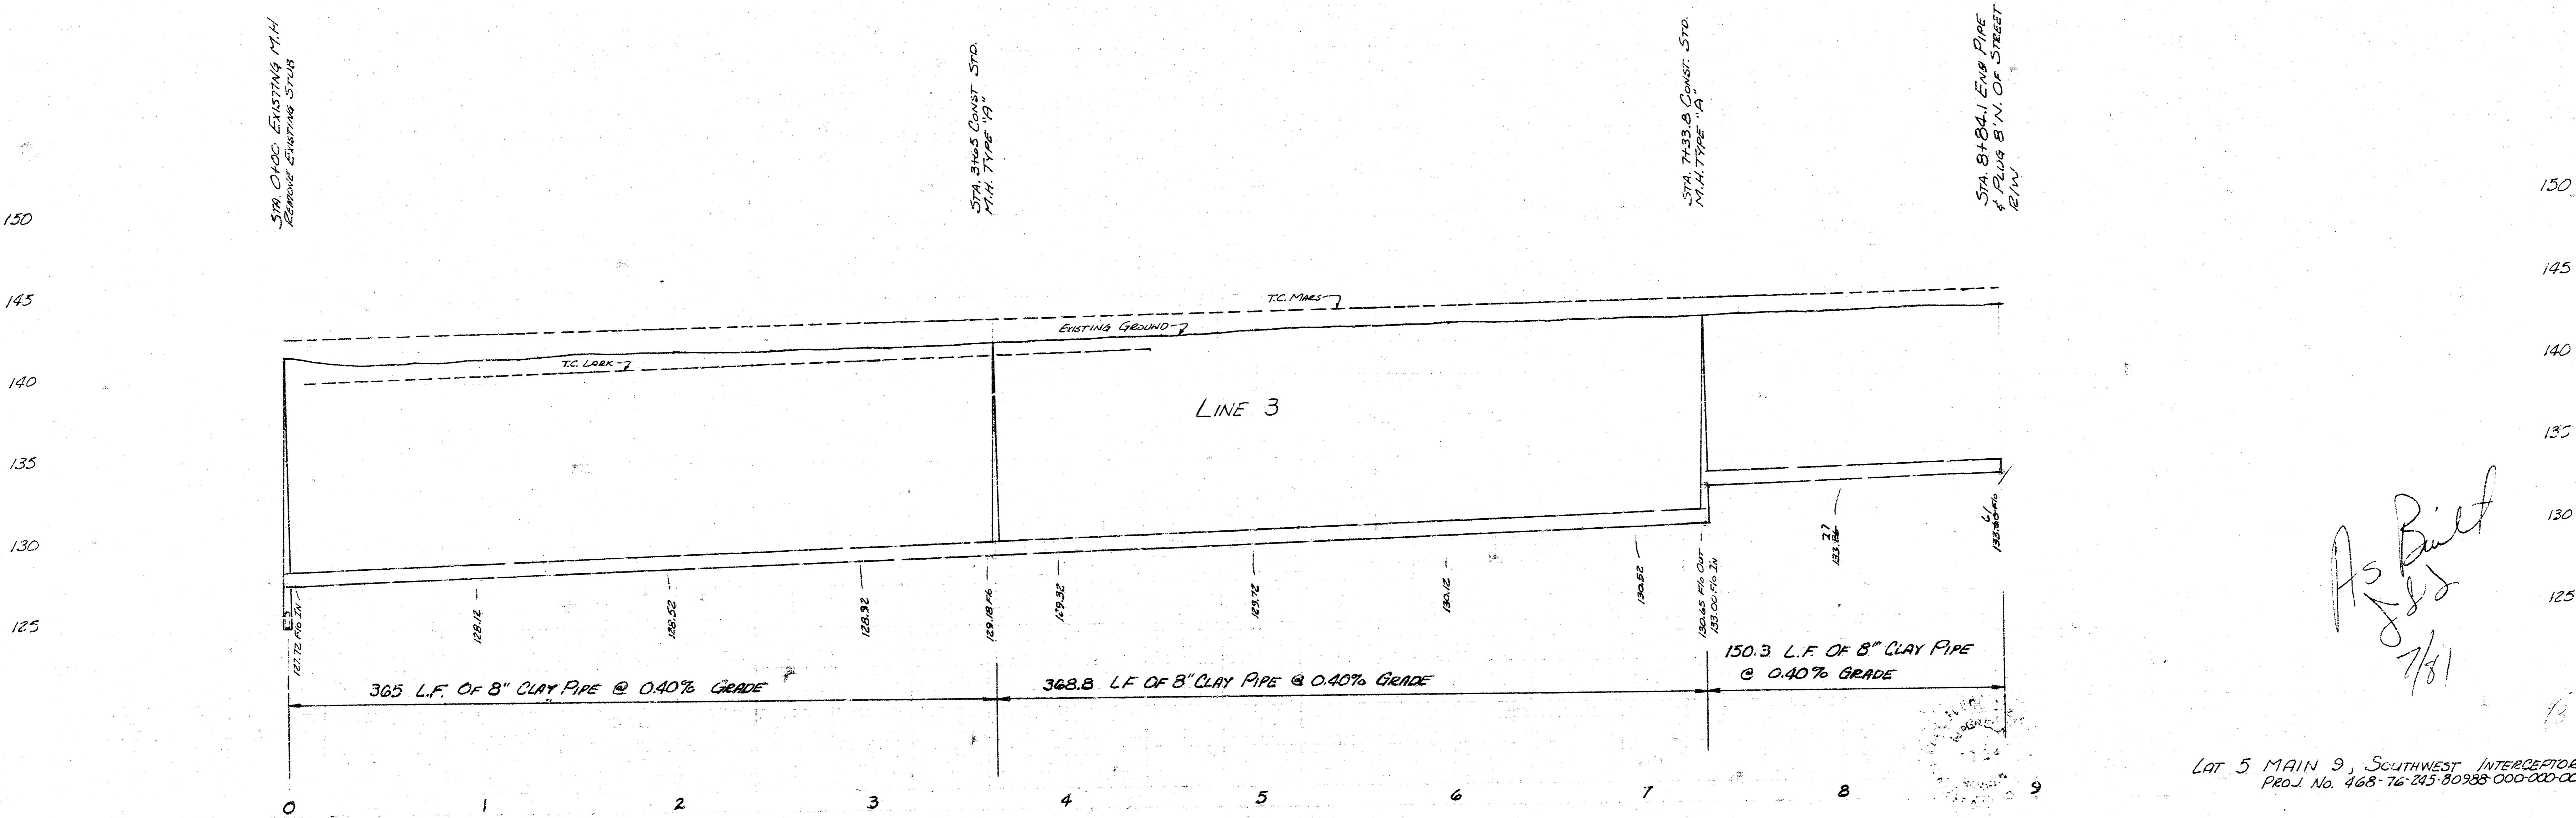 STA. 0+00 EXISTING M.H
REMOVE EXISTING STUB
STA. 3+65 CONST STD.
M.H. TYPE "A"
STA. 7+33.8 CONST. STD.
M.H. TYPE "A"
STA. 8+84.1 END PIPE
& PLUG 8' N. OF STREET
R/W
150
145
140
135
130
125
150
145
140
135
130
125
T.C. MARS
EXISTING GROUND
T.C. LARK
LINE 3
127.72 F/G IN
128.12
128.52
128.92
129.18 F/G
129.32
129.72
130.12
130.52
130.65 F/G OUT
133.00 F/G IN
27
133.26
61
133.60 F/G
365 L.F. OF 8" CLAY PIPE @ 0.40% GRADE
368.8 LF OF 8" CLAY PIPE @ 0.40% GRADE
150.3 L.F. OF 8" CLAY PIPE
@ 0.40% GRADE
0 1 2 3 4 5 6 7 8 9
As Built
7/81
LAT 5 MAIN 9, SOUTHWEST INTERCEPTOR
PROJ. NO. 468-76-245-80988-000-000-00